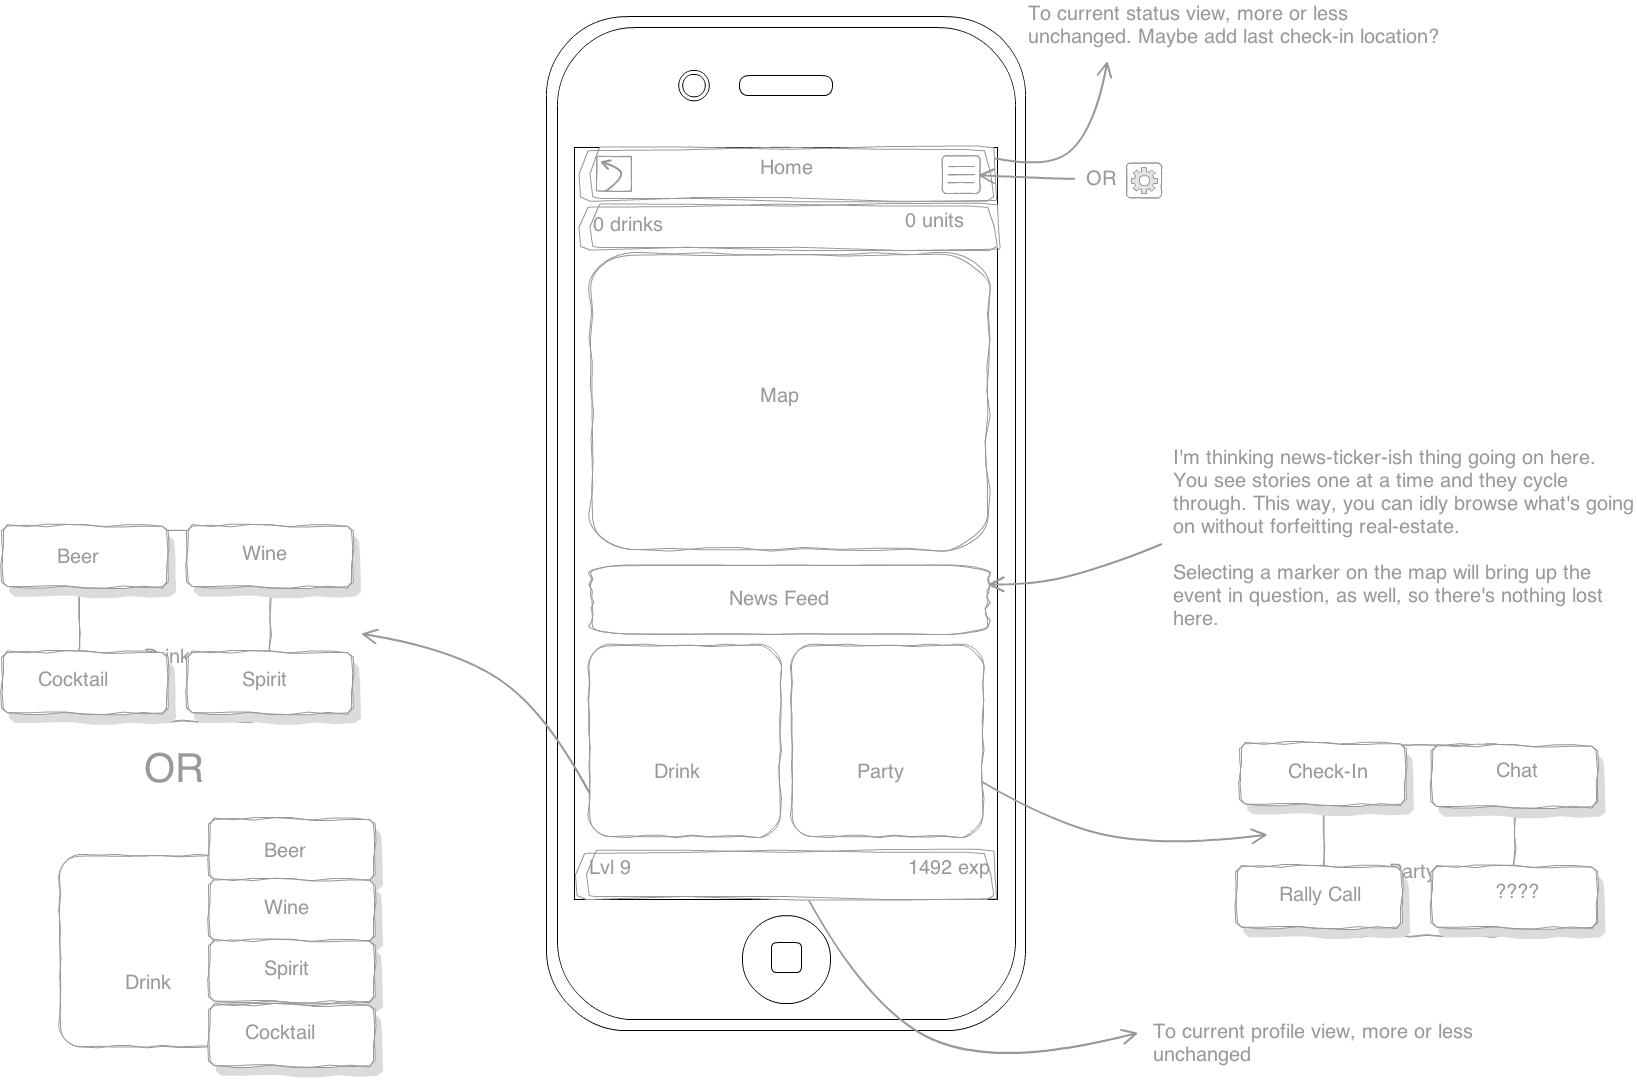 To current status view, more or less
unchanged. Maybe add last check-in location?
Home
OR
0 drinks
0 units
Map
I'm thinking news-ticker-ish thing going on here.
You see stories one at a time and they cycle
through. This way, you can idly browse what's going
on without forfeitting real-estate.
Selecting a marker on the map will bring up the
event in question, as well, so there's nothing lost
here.
News Feed
Beer
Wine
Drink
Cocktail
Spirit
OR
Beer
Wine
Spirit
Drink
Cocktail
Drink
Party
Check-In
Chat
Party
Rally Call
????
Lvl 9
1492 exp
To current profile view, more or less
unchanged